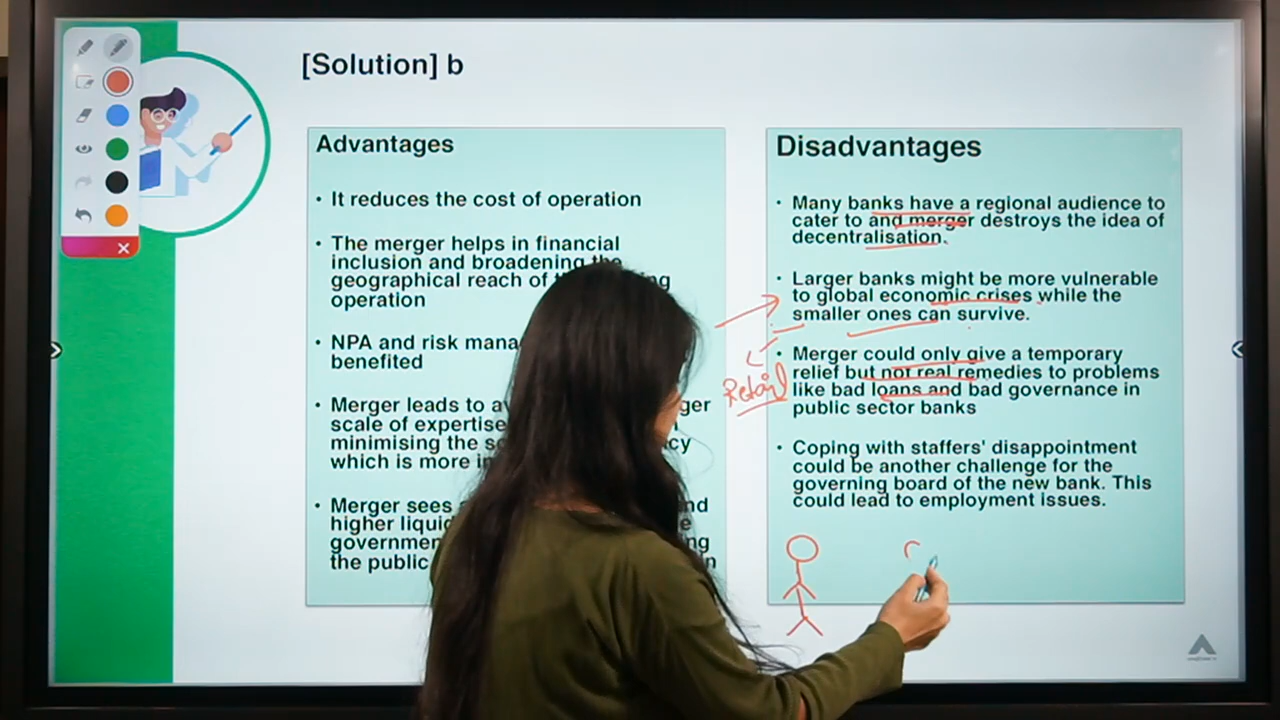 [Solution] b
Advantages
• It reduces the cost of operation
• The merger helps in financial
inclusion and broadening the
geographical reach of
operation
• NPA and risk
benefited
• Merger leads to
scale of expertise
minimising the
which is more
• Merger sees
higher
government
the public
Disadvantages
• Many banks have a regional audience to
cater to and merger destroys the idea of
decentralisation.
• Larger banks might be more vulnerable
to global economic crises while the
smaller ones can survive.
• Merger could only give a temporary
relief but not real remedies to problems
like bad loans and bad governance in
public sector banks
• Coping with staffers' disappointment
could be another challenge for the
governing board of the new bank. This
could lead to employment issues.
Retail